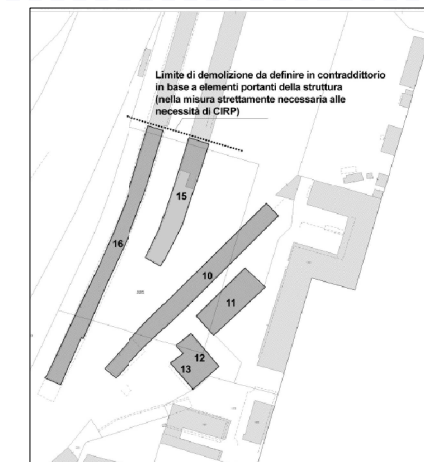 Limite di demolizione da definire in contraddittorio
in base a elementi portanti della struttura
(nella misura strettamente necessaria alle
necessità di CIRP)
15
16
10
11
12
13